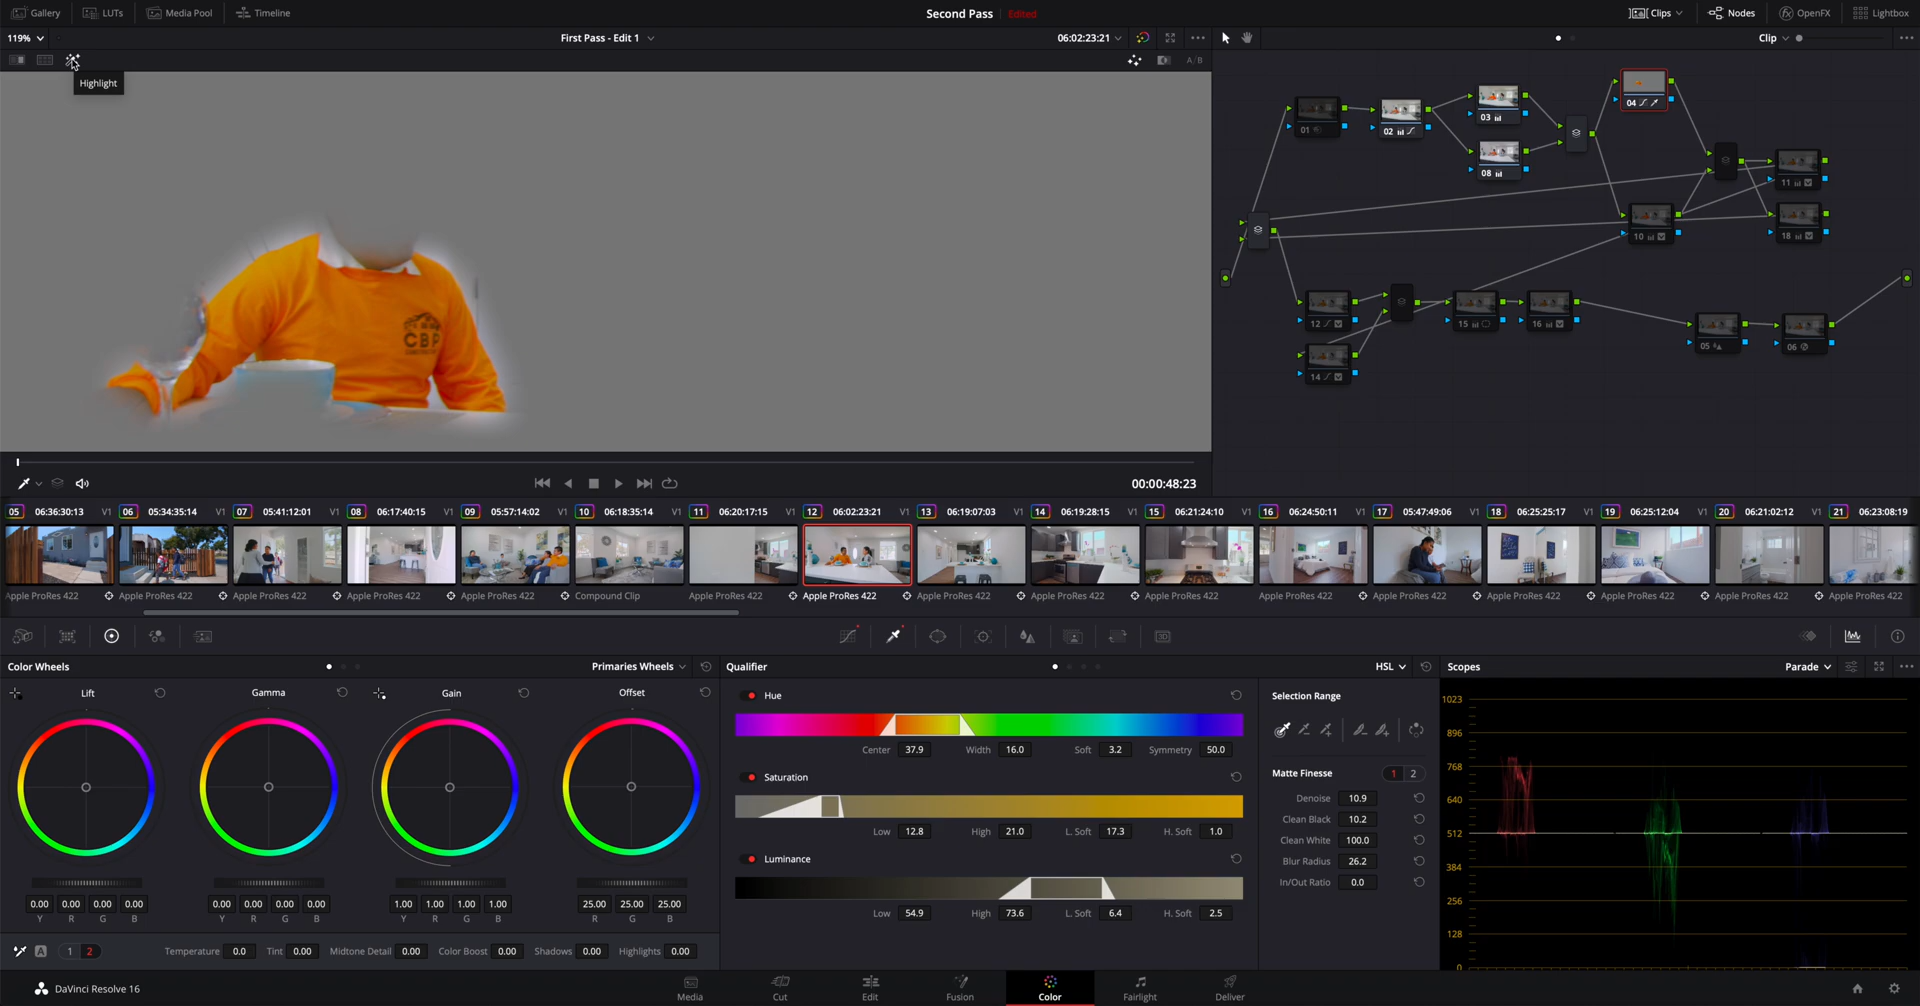 Gallery LUTs Media Pool Timeline Second Pass Edited Clips Nodes OpenFX Lightbox
119% First Pass - Edit 1 06:02:23:21 Clip
A/B
Highlight
CBP
01 02 03 08 04 11 10 18 12 14 15 16 05 06
00:00:48:23
05 06:36:30:13 V1 06 05:34:35:14 V1 07 05:41:12:01 V1 08 06:17:40:15 V1 09 05:57:14:02 V1 10 06:18:35:14 V1 11 06:20:17:15 V1 12 06:02:23:21 V1 13 06:19:07:03 V1 14 06:19:28:15 V1 15 06:21:24:10 V1 16 06:24:50:11 V1 17 05:47:49:06 V1 18 06:25:25:17 V1 19 06:25:12:04 V1 20 06:21:02:12 V1 21 06:23:08:19
Apple ProRes 422 Apple ProRes 422 Apple ProRes 422 Apple ProRes 422 Apple ProRes 422 Compound Clip Apple ProRes 422 Apple ProRes 422 Apple ProRes 422 Apple ProRes 422 Apple ProRes 422 Apple ProRes 422 Apple ProRes 422 Apple ProRes 422 Apple ProRes 422 Apple ProRes 422 Apple ProRes 422
3D
Color Wheels Primaries Wheels Qualifier HSL Scopes Parade
Lift Gamma Gain Offset
0.00 0.00 0.00 0.00 0.00 0.00 0.00 0.00 1.00 1.00 1.00 1.00 25.00 25.00 25.00
Y R G B Y R G B Y R G B R G B
A 1 2 Temperature 0.0 Tint 0.00 Midtone Detail 0.00 Color Boost 0.00 Shadows 0.00 Highlights 0.00
Hue
Center 37.9 Width 16.0 Soft 3.2 Symmetry 50.0
Saturation
Low 12.8 High 21.0 L. Soft 17.3 H. Soft 1.0
Luminance
Low 54.9 High 73.6 L. Soft 6.4 H. Soft 2.5
Selection Range
Matte Finesse 1 2
Denoise 10.9
Clean Black 10.2
Clean White 100.0
Blur Radius 26.2
In/Out Ratio 0.0
1023
896
768
640
512
384
256
128
0
DaVinci Resolve 16 Media Cut Edit Fusion Color Fairlight Deliver